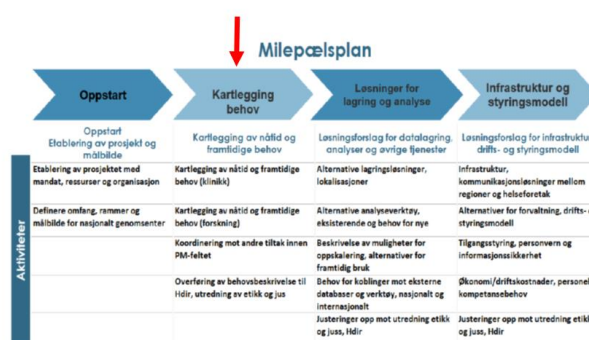 Milepælsplan
Oppstart
Kartlegging
behov
Løsninger for
lagring og analyse
Infrastruktur og
styringsmodell
Oppstart
Etablering av prosjekt og
målbilde
Kartlegging av nåtid og
framtidige behov
Løsningsforslag for datalagring,
analyser og øvrige tjenester
Løsningsforslag for infrastruktur
drifts- og styringsmodell
Aktiviteter
Etablering av prosjektet med
mandat, ressurser og organisasjon
Kartlegging av nåtid og framtidige
behov (klinikk)
Alternative lagringsløsninger,
lokalisasjoner
Infrastruktur,
kommunikasjonsløsninger mellom
regioner og helseforetak
Definere omfang, rammer og
målbilde for nasjonalt genomsenter
Kartlegging av nåtid og framtidige
behov (forskning)
Alternative analyseverktøy,
eksisterende og behov for nye
Alternativer for forvaltning, drifts-
styringsmodell
Koordinering mot andre tiltak innen
PM-feltet
Beskrivelse av muligheter for
oppskalering, alternativer for
framtidig bruk
Tilgangsstyring, personvern og
informasjonssikkerhet
Overføring av behovsbeskrivelse til
Hdir, utredning av etikk og jus
Behov for koblinger mot eksterne
databaser og verktøy, nasjonalt og
internasjonalt
Økonomi/driftskostnader, personel
kompetansebehov
Justeringer opp mot utredning etikk
og juss, Hdir
Justeringer opp mot utredning etikk
og juss, Hdir